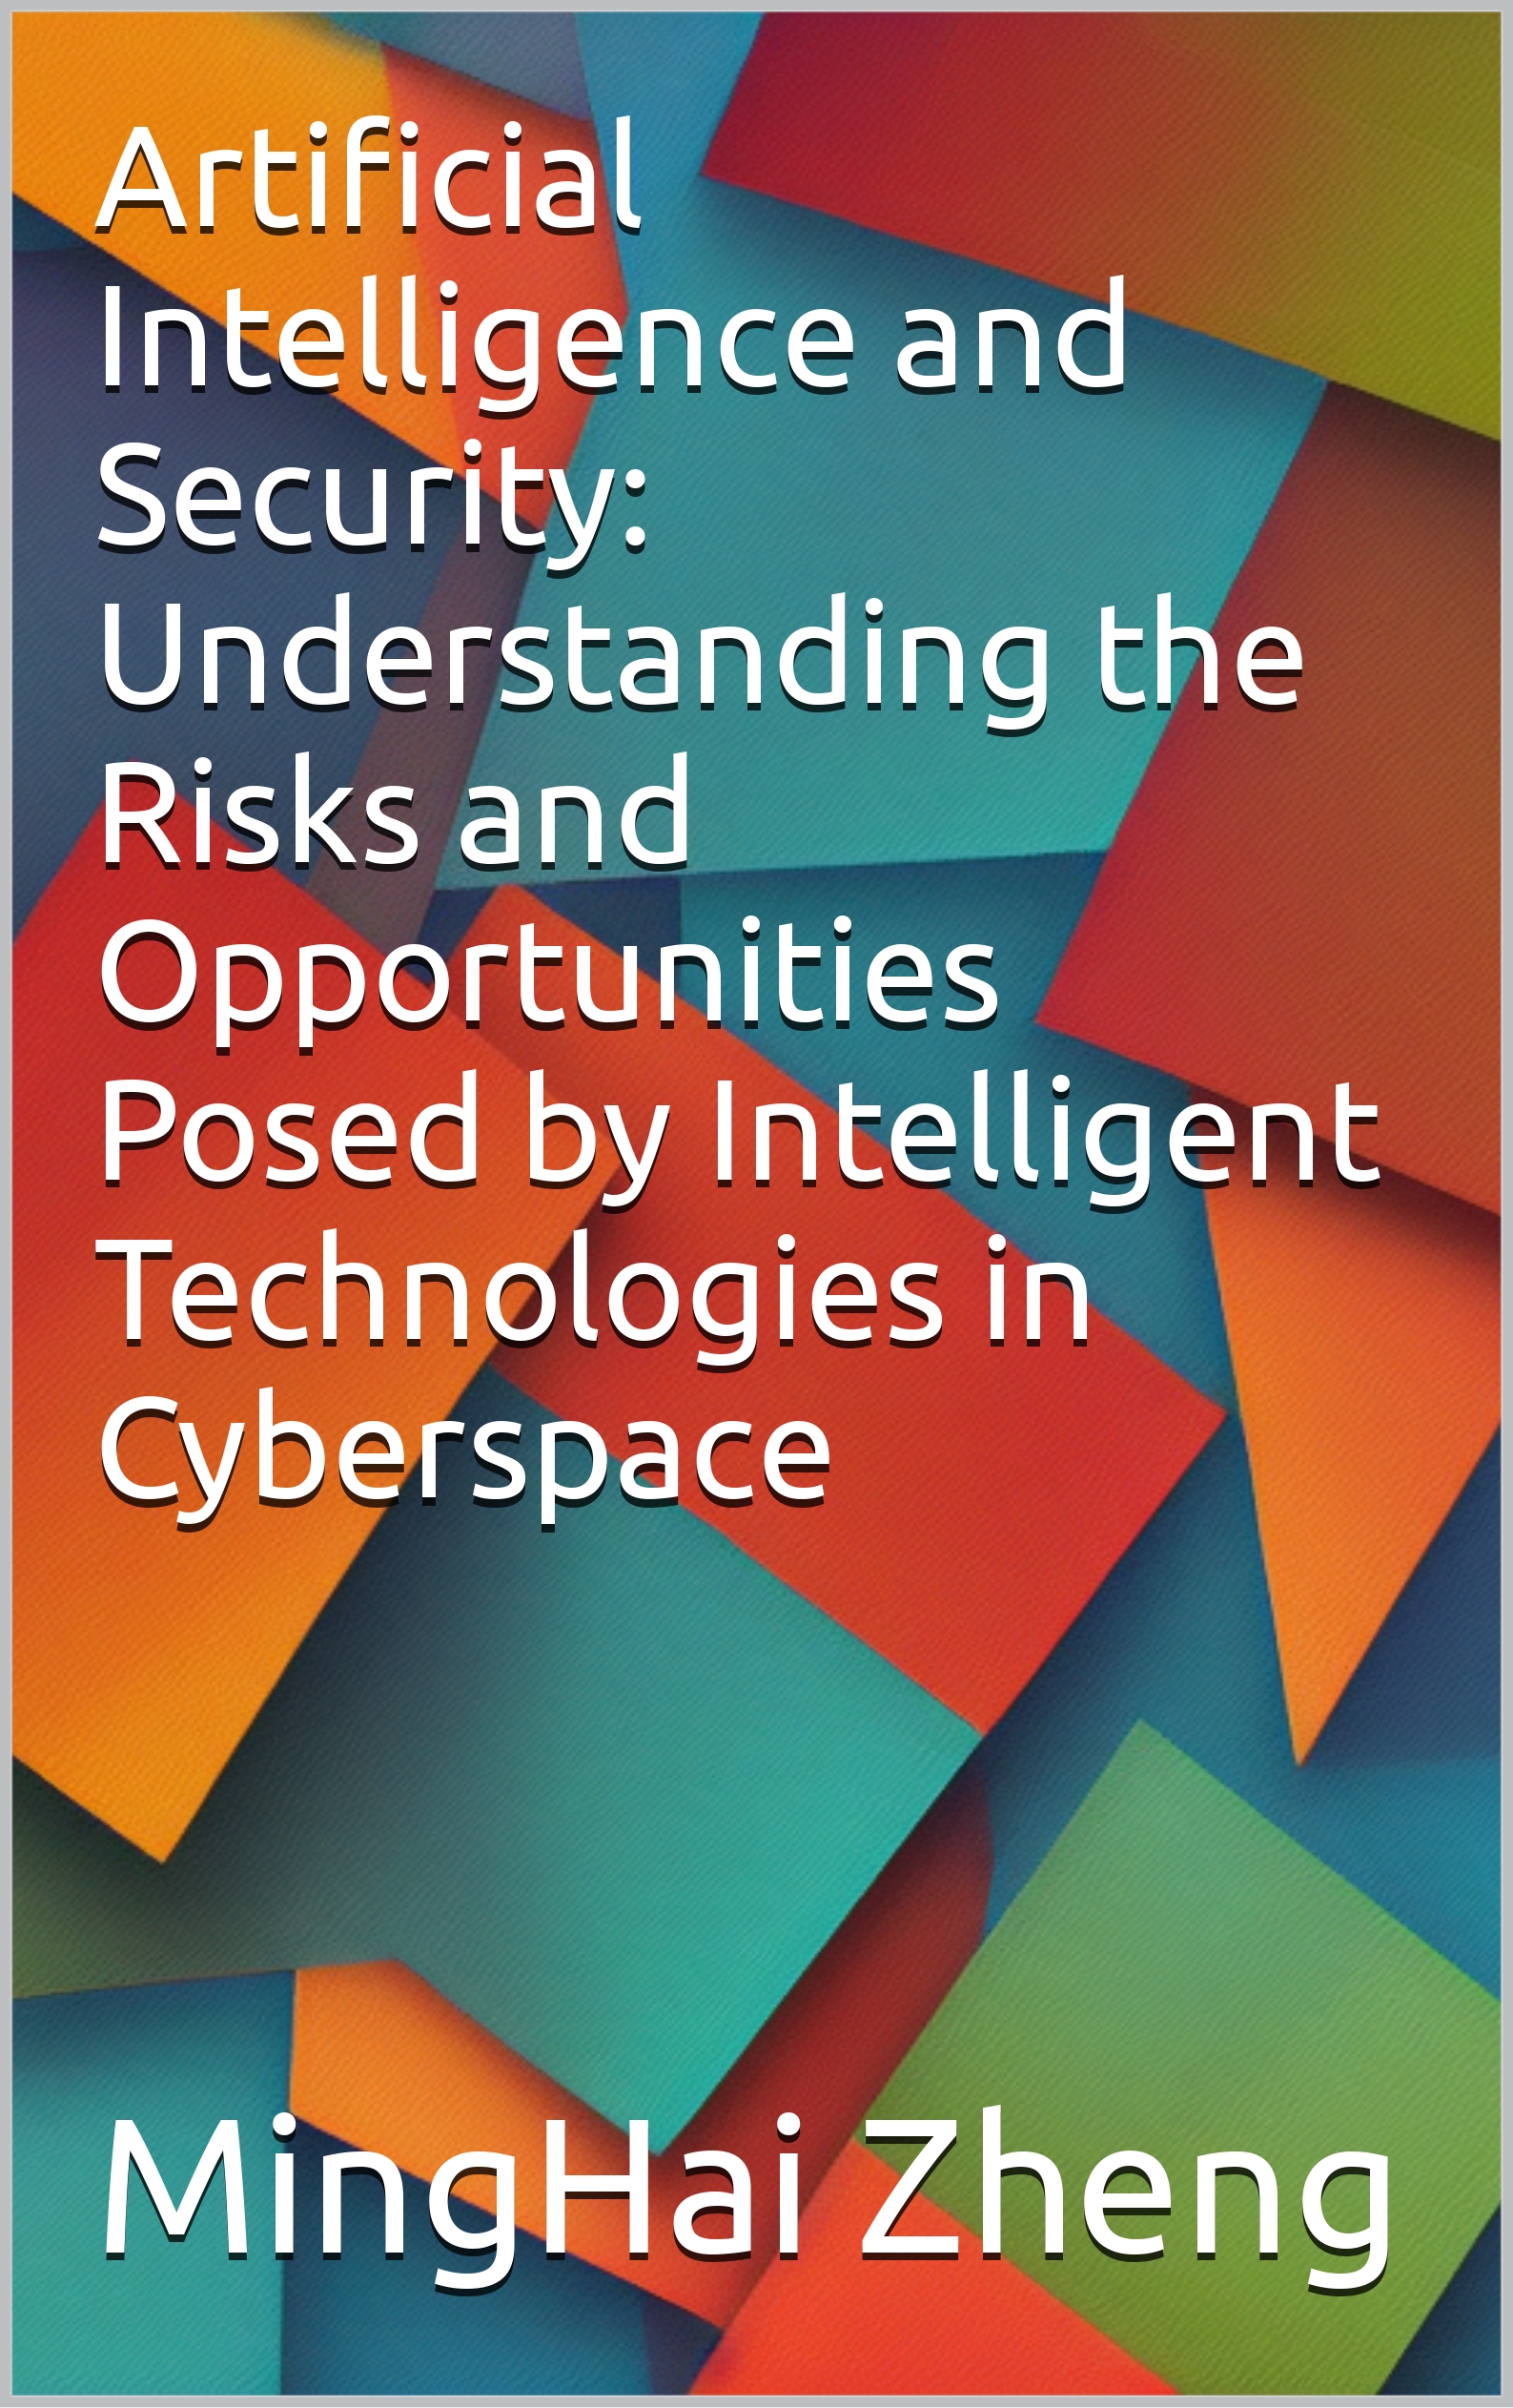 Artificial
Intelligence and
Security:
Understanding the
Risks and
Opportunities
Posed by Intelligent
Technologies in
Cyberspace
MingHai Zheng